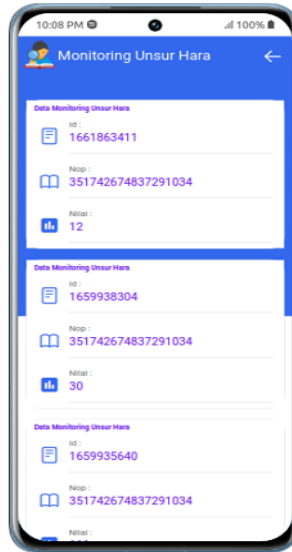 10:08 PM
100%
Monitoring Unsur Hara
Data Monitoring Unsur Hara
Id :
1661863411
Nop :
351742674837291034
Nilai :
12
Data Monitoring Unsur Hara
Id :
1659938304
Nop :
351742674837291034
Nilai :
30
Data Monitoring Unsur Hara
Id :
1659935640
Nop :
351742674837291034
Nilai :